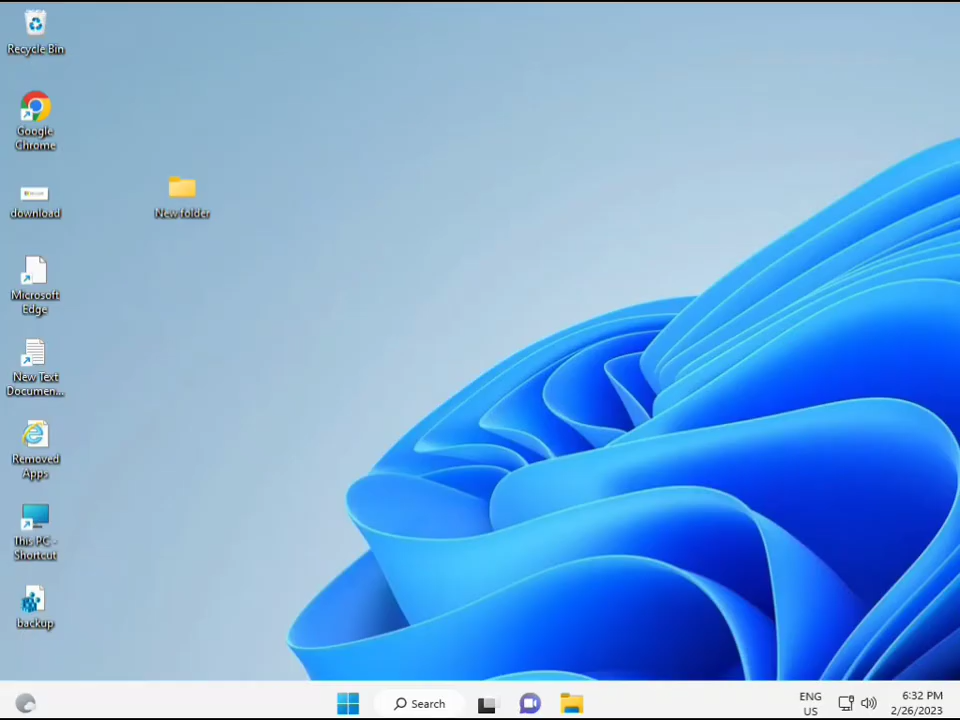 Recycle Bin
Google
Chrome
download
New folder
Microsoft
Edge
New Text
Documen...
Removed
Apps
This PC -
Shortcut
backup
Search
ENG
US
6:32 PM
2/26/2023